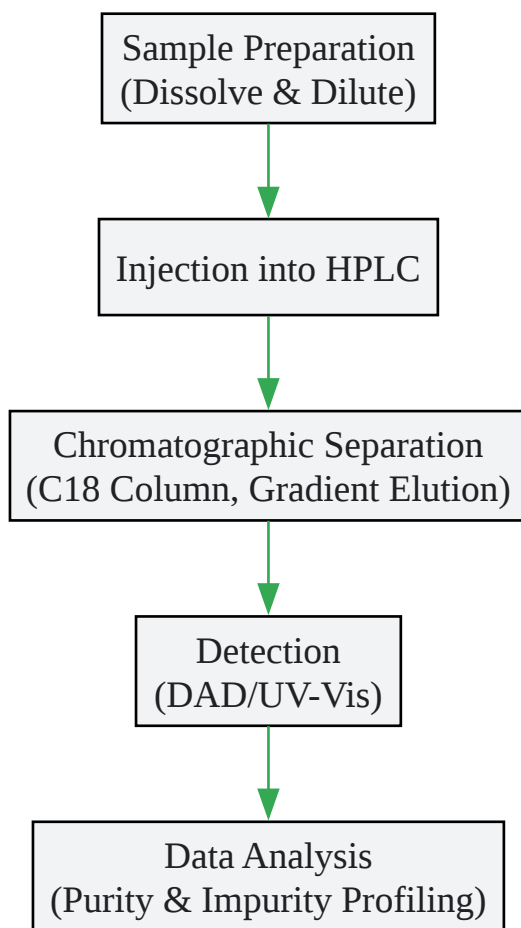 Sample Preparation
(Dissolve & Dilute)
Injection into HPLC
Chromatographic Separation
(C18 Column, Gradient Elution)
Detection
(DAD/UV-Vis)
Data Analysis
(Purity & Impurity Profiling)